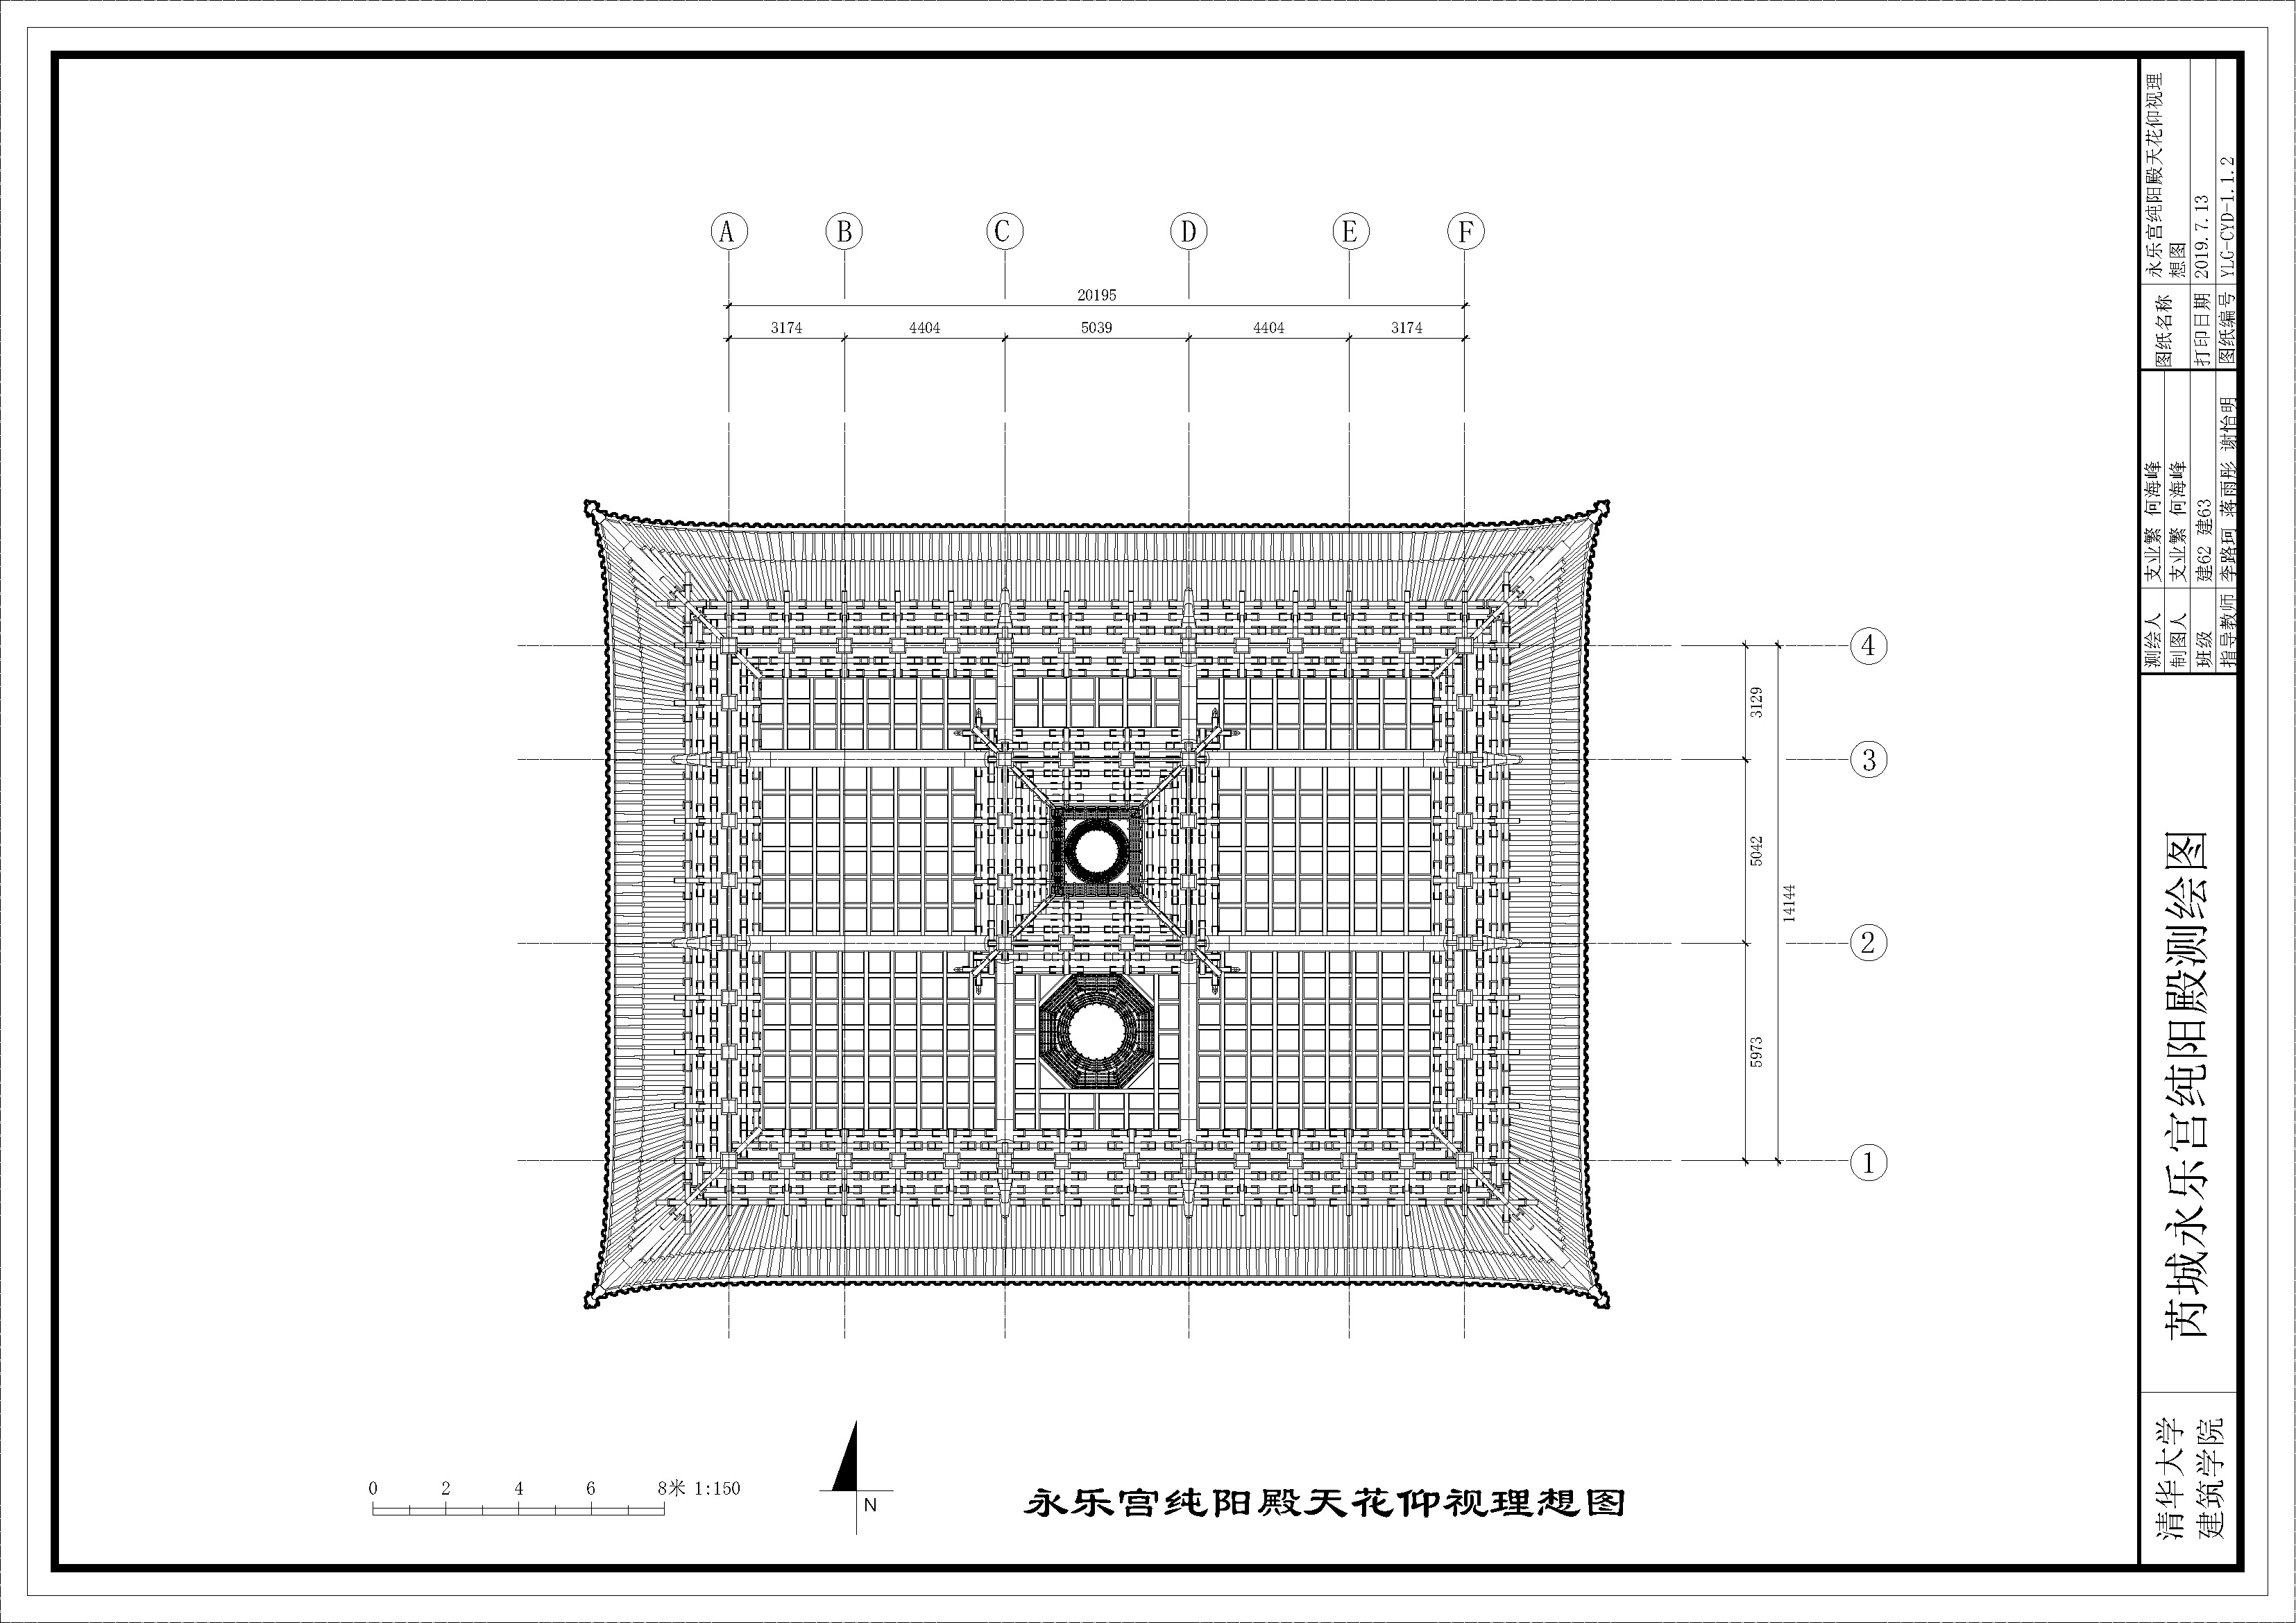 A B C D E F
20195
3174 4404 5039 4404 3174
4
3129
3
5042
14144
2
5973
1
0 2 4 6 8米 1:150
N
永乐宫纯阳殿天花仰视理想图
图纸名称 永乐宫纯阳殿天花仰视理
想图
打印日期 2019.7.13
图纸编号 YLG-CYD-1.1.2
测绘人 支业繁 何海峰
制图人 支业繁 何海峰
班级 建62 建63
指导教师 李路珂 蒋雨彤 谢怡明
芮城永乐宫纯阳殿测绘图
清华大学
建筑学院